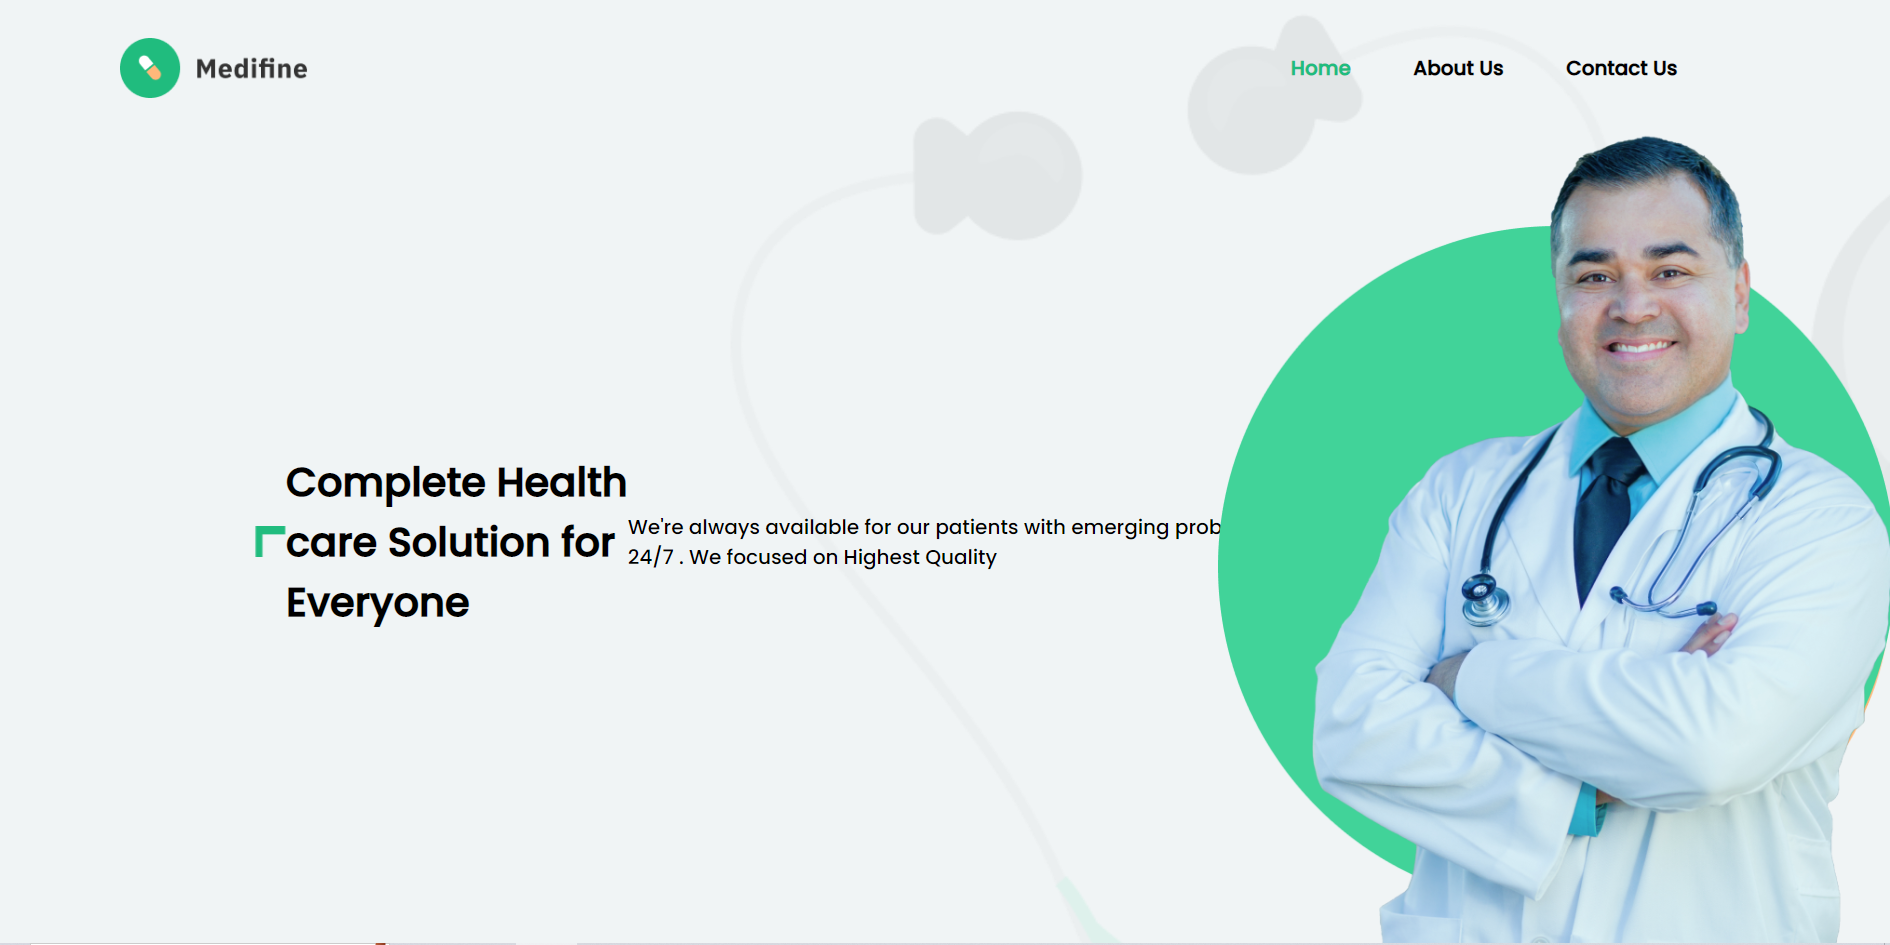 Medifine
Home
About Us
Contact Us
Complete Health
care Solution for
Everyone
We're always available for our patients with emerging prob
24/7 . We focused on Highest Quality